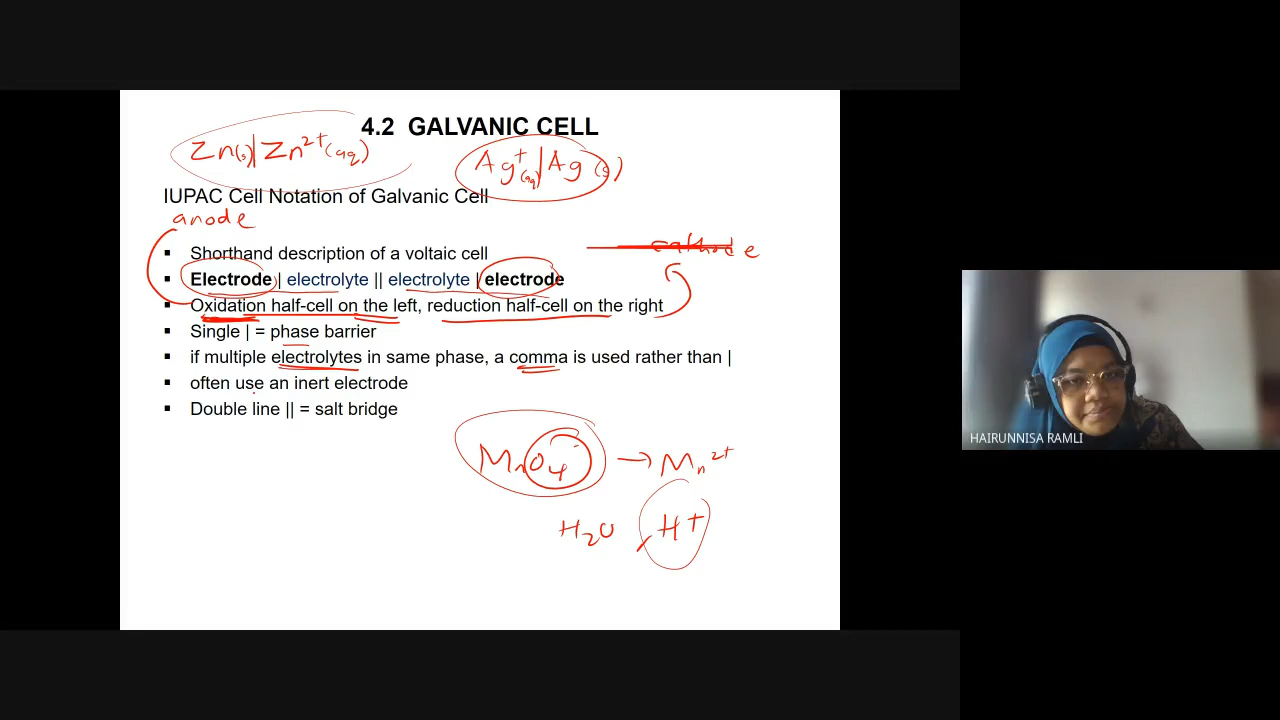 4.2 GALVANIC CELL
Zn(s)|Zn²⁺(aq)
Ag⁺(aq)|Ag(s)
IUPAC Cell Notation of Galvanic Cell
anode
▪ Shorthand description of a voltaic cell
cathode
▪ Electrode | electrolyte || electrolyte | electrode
▪ Oxidation half-cell on the left, reduction half-cell on the right
▪ Single | = phase barrier
▪ if multiple electrolytes in same phase, a comma is used rather than |
▪ often use an inert electrode
▪ Double line || = salt bridge
MnO₄⁻ → Mn²⁺
H₂O , H⁺
HAIRUNNISA RAMLI